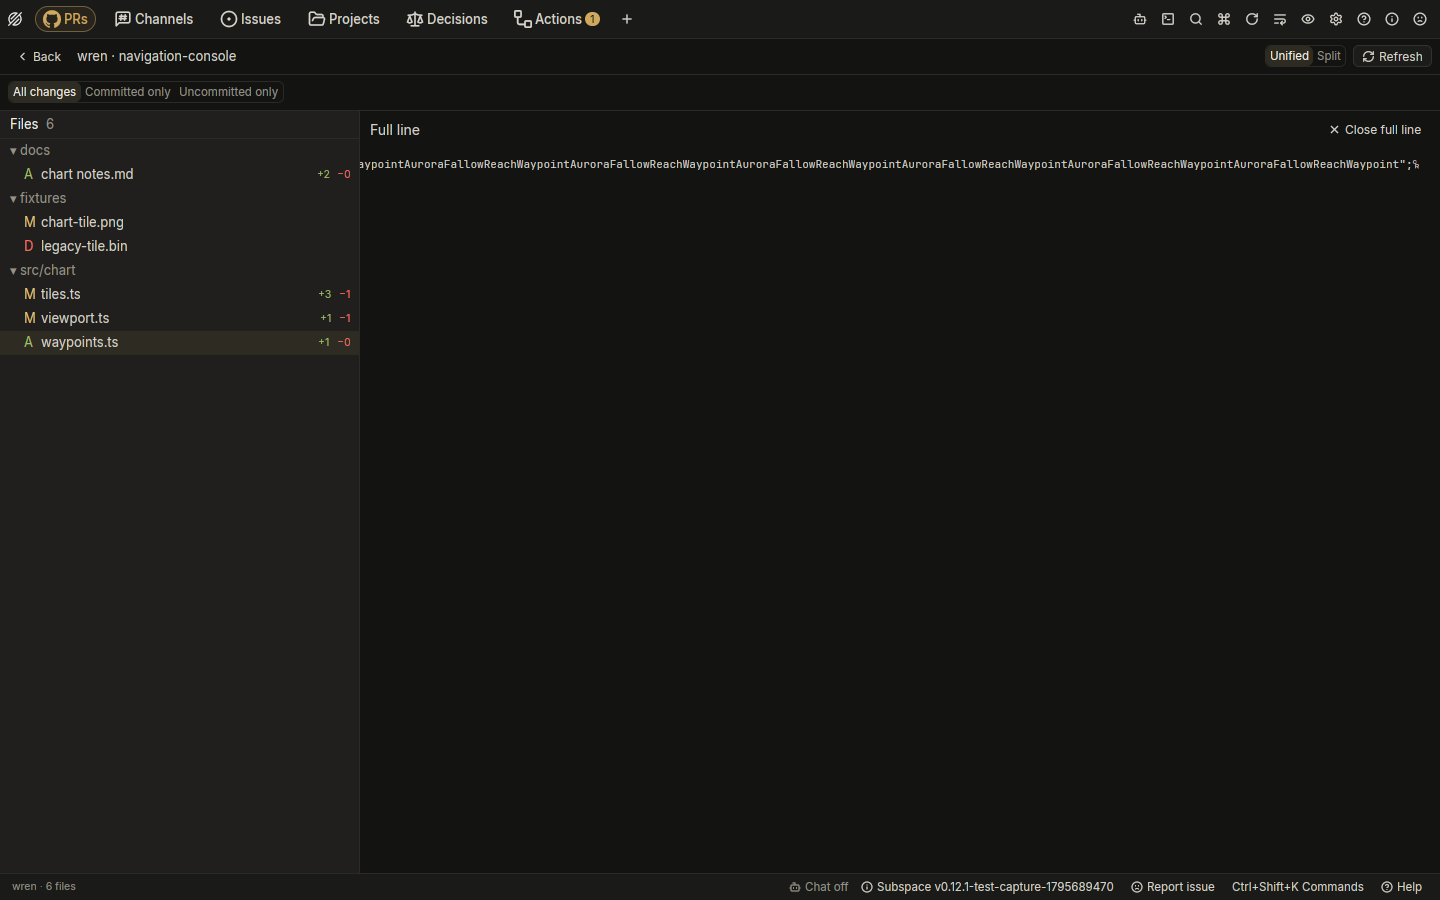 PRs Channels Issues Projects Decisions Actions 1
Back wren · navigation-console Unified Split Refresh
All changes Committed only Uncommitted only
Files 6
Full line Close full line
docs
aypointAuroraFallowReachWaypointAuroraFallowReachWaypointAuroraFallowReachWaypointAuroraFallowReachWaypointAuroraFallowReachWaypointAuroraFallowReachWaypoint";%
A chart notes.md +2 −0
fixtures
M chart-tile.png
D legacy-tile.bin
src/chart
M tiles.ts +3 −1
M viewport.ts +1 −1
A waypoints.ts +1 −0
wren · 6 files Chat off Subspace v0.12.1-test-capture-1795689470 Report issue Ctrl+Shift+K Commands Help